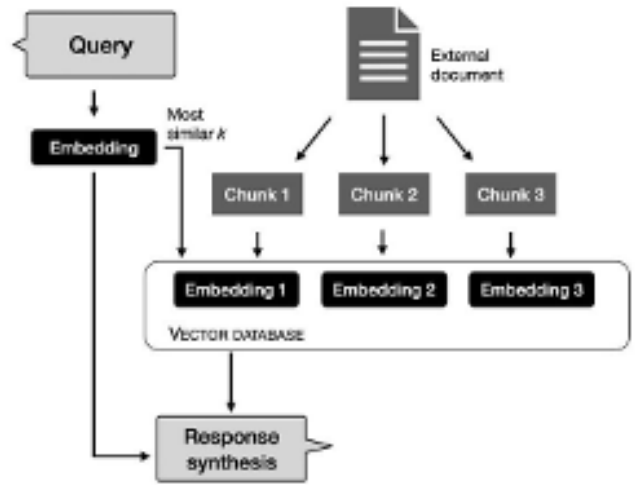 Query
External
document
Most
similar k
Embedding
Chunk 1
Chunk 2
Chunk 3
Embedding 1
Embedding 2
Embedding 3
VECTOR DATABASE
Response
synthesis